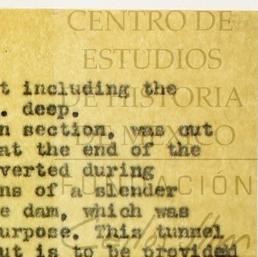 CENTRO DE
ESTUDIOS
DE HISTORIA
DE MEXICO
FUNDACIÓN
t including the
. deep.
n section, was cut
at the end of the
verted during
ns of a slender
e dam, which was
urpose. This tunnel
ut is to be provided